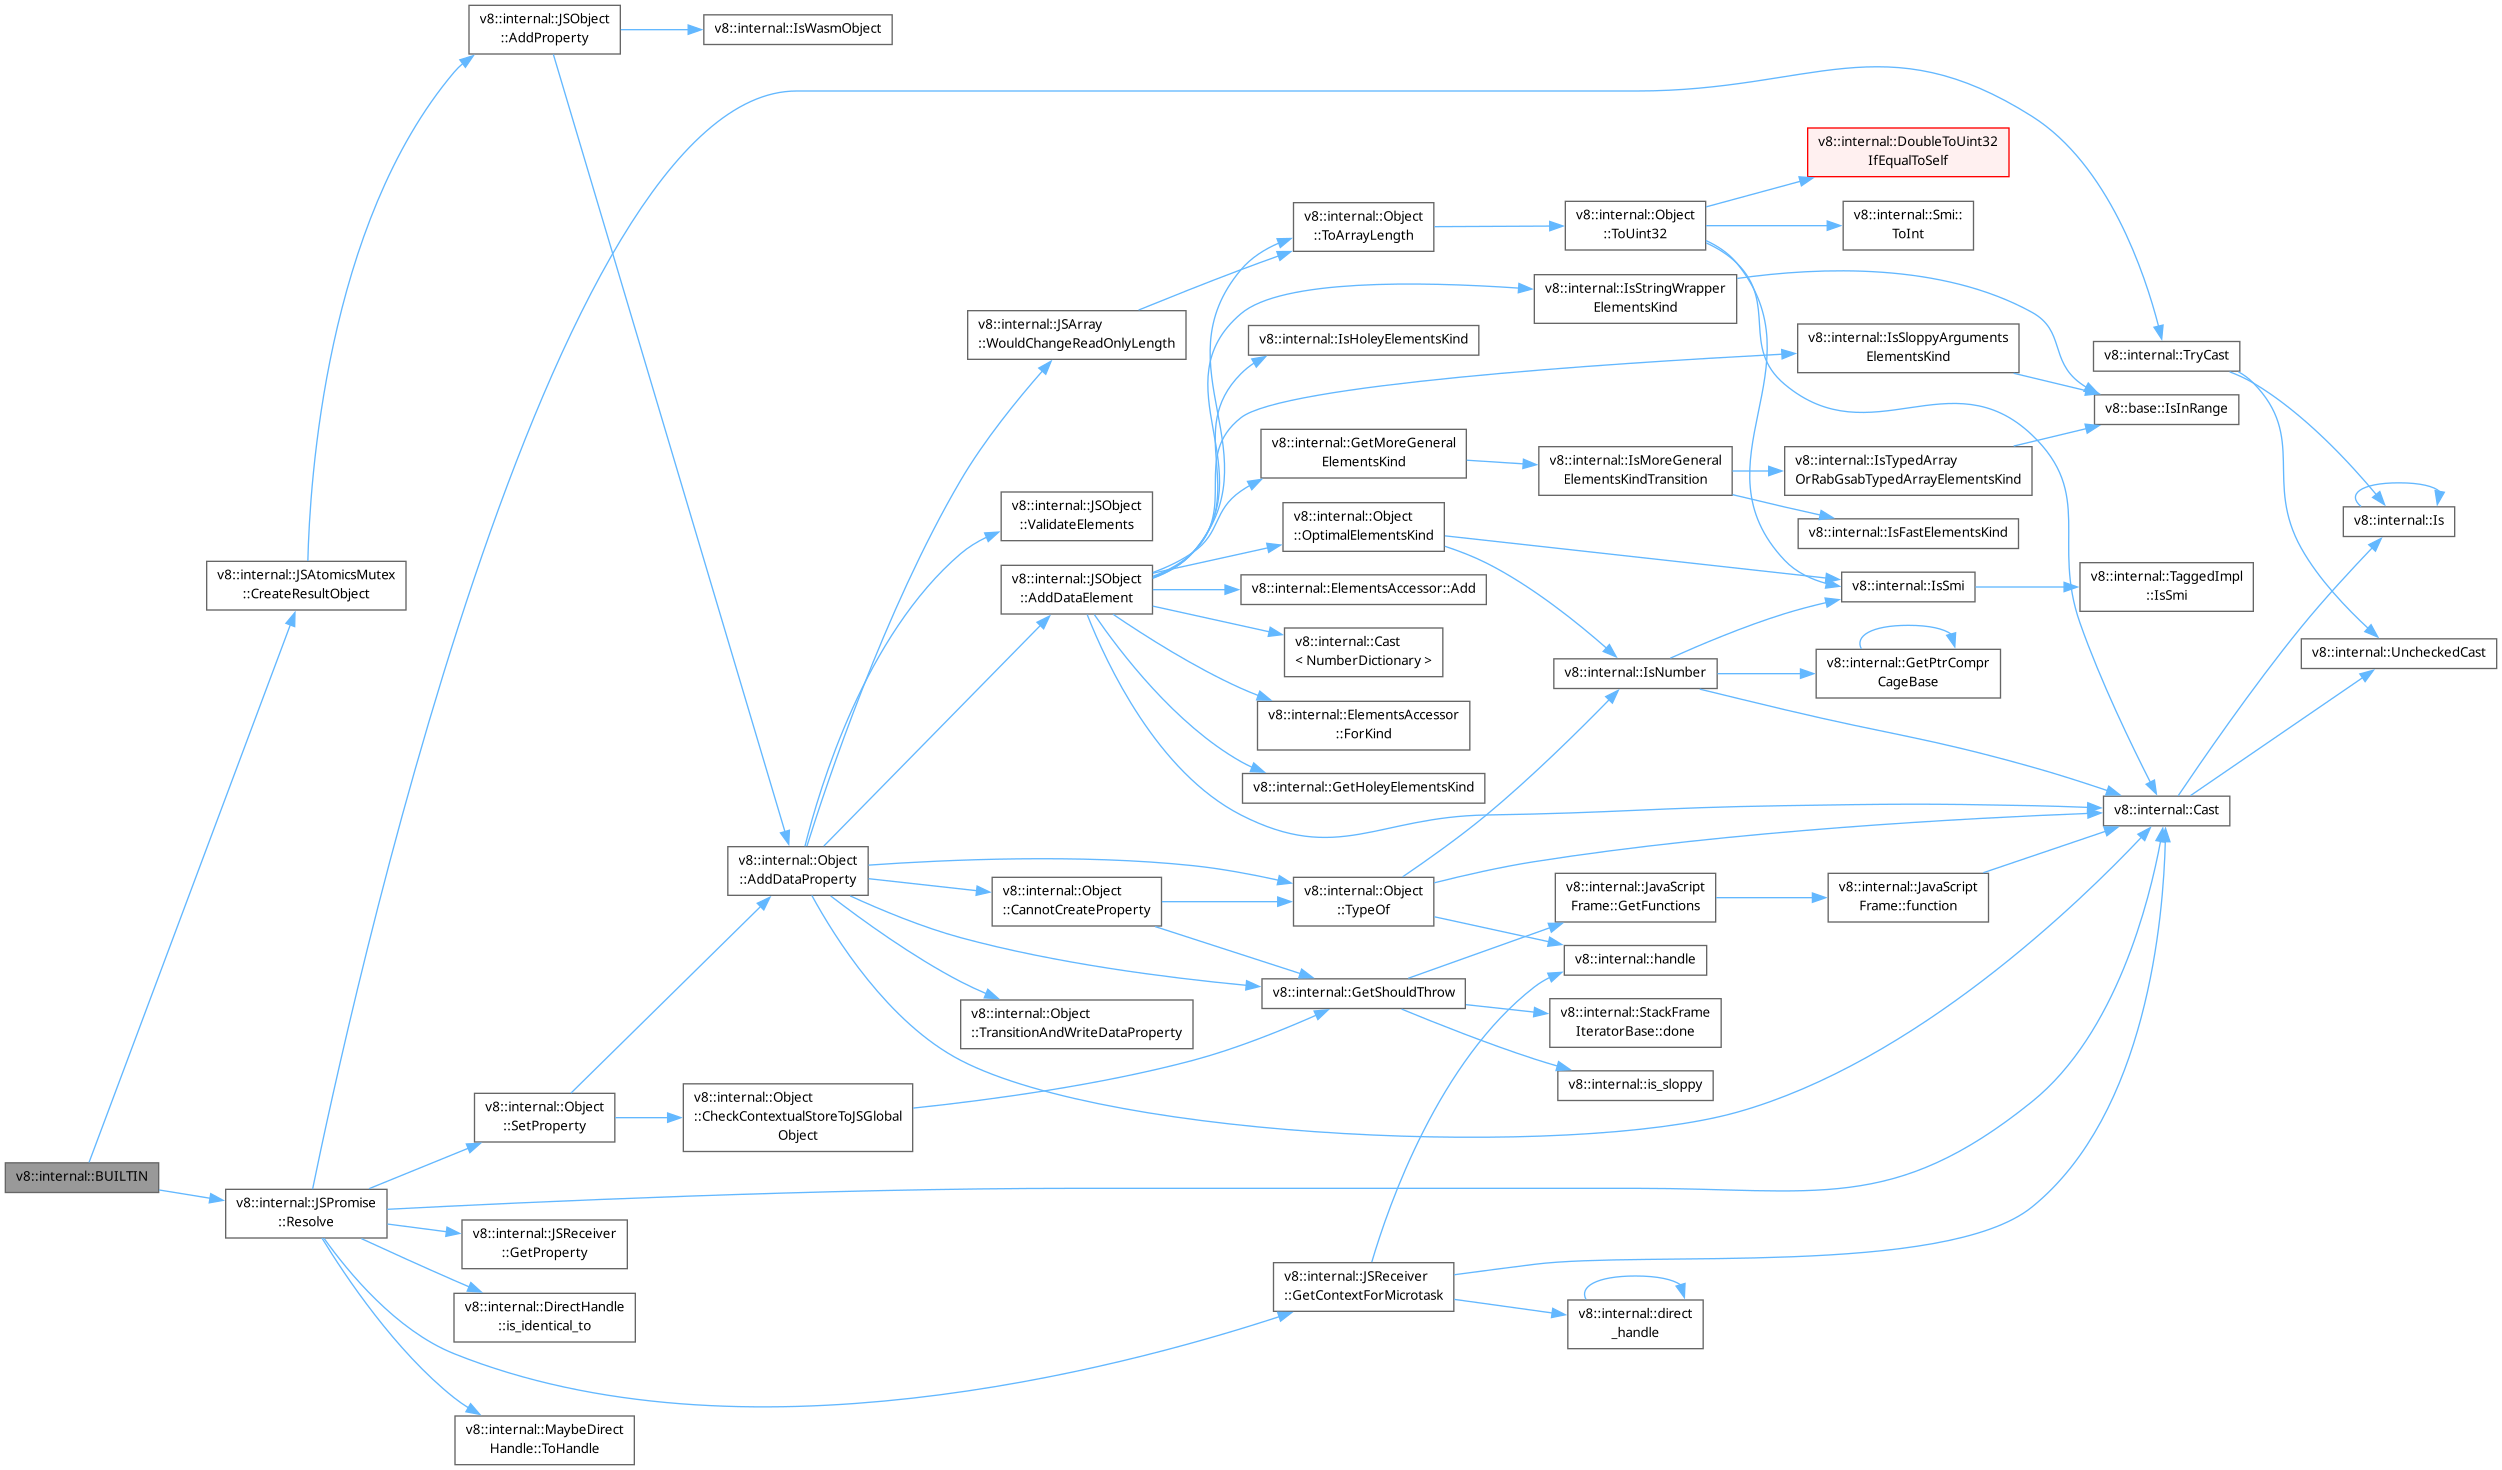 v8::internal::JSObject
::AddProperty
v8::internal::IsWasmObject
v8::internal::DoubleToUint32
IfEqualToSelf
v8::internal::Object
::ToArrayLength
v8::internal::Object
::ToUint32
v8::internal::Smi::
ToInt
v8::internal::IsStringWrapper
ElementsKind
v8::internal::JSArray
::WouldChangeReadOnlyLength
v8::internal::IsHoleyElementsKind
v8::internal::IsSloppyArguments
ElementsKind
v8::internal::TryCast
v8::base::IsInRange
v8::internal::GetMoreGeneral
ElementsKind
v8::internal::IsMoreGeneral
ElementsKindTransition
v8::internal::IsTypedArray
OrRabGsabTypedArrayElementsKind
v8::internal::JSObject
::ValidateElements
v8::internal::Object
::OptimalElementsKind
v8::internal::IsFastElementsKind
v8::internal::Is
v8::internal::JSAtomicsMutex
::CreateResultObject
v8::internal::JSObject
::AddDataElement
v8::internal::ElementsAccessor::Add
v8::internal::IsSmi
v8::internal::TaggedImpl
::IsSmi
v8::internal::Cast
< NumberDictionary >
v8::internal::IsNumber
v8::internal::GetPtrCompr
CageBase
v8::internal::UncheckedCast
v8::internal::ElementsAccessor
::ForKind
v8::internal::GetHoleyElementsKind
v8::internal::Cast
v8::internal::Object
::AddDataProperty
v8::internal::Object
::CannotCreateProperty
v8::internal::Object
::TypeOf
v8::internal::JavaScript
Frame::GetFunctions
v8::internal::JavaScript
Frame::function
v8::internal::handle
v8::internal::GetShouldThrow
v8::internal::Object
::TransitionAndWriteDataProperty
v8::internal::StackFrame
IteratorBase::done
v8::internal::is_sloppy
v8::internal::Object
::SetProperty
v8::internal::Object
::CheckContextualStoreToJSGlobal
Object
v8::internal::BUILTIN
v8::internal::JSPromise
::Resolve
v8::internal::JSReceiver
::GetProperty
v8::internal::JSReceiver
::GetContextForMicrotask
v8::internal::DirectHandle
::is_identical_to
v8::internal::direct
_handle
v8::internal::MaybeDirect
Handle::ToHandle